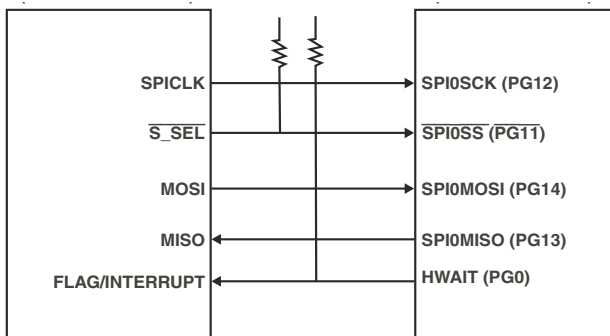 SPICLK
SPI0SCK (PG12)
S_SEL
SPI0SS (PG11)
MOSI
SPI0MOSI (PG14)
MISO
SPI0MISO (PG13)
FLAG/INTERRUPT
HWAIT (PG0)